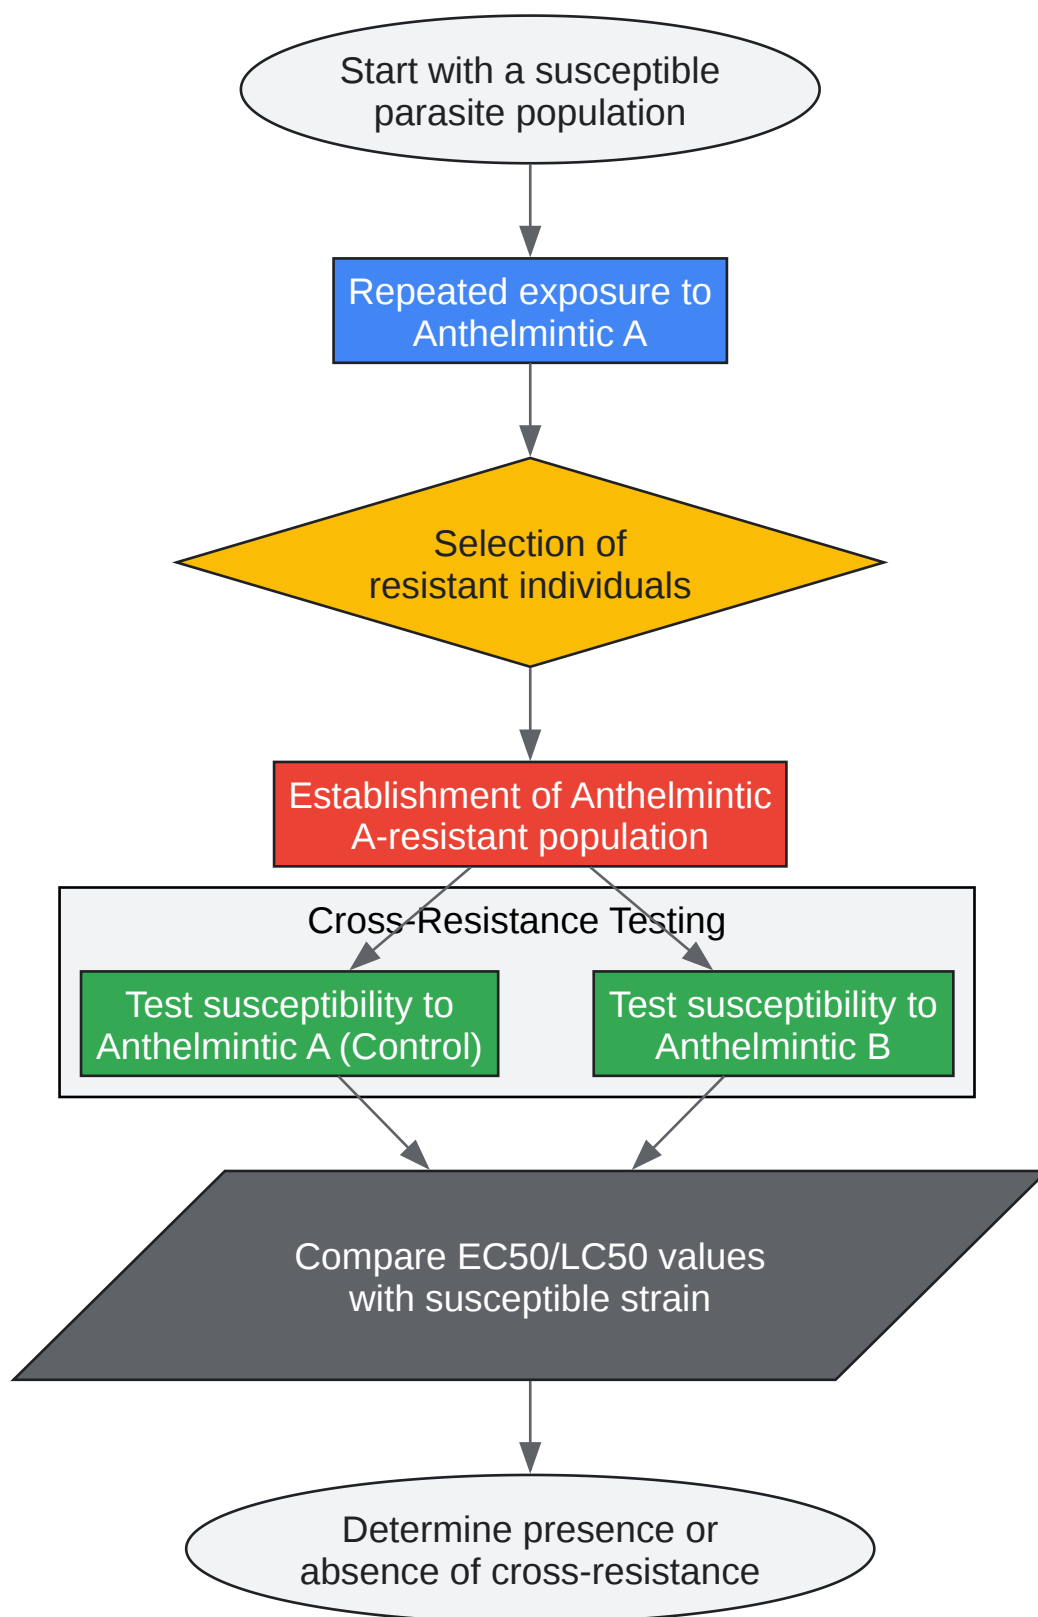 Start with a susceptible
parasite population
Repeated exposure to
Anthelmintic A
Selection of
resistant individuals
Establishment of Anthelmintic
A-resistant population
Cross-Resistance Testing
Test susceptibility to
Anthelmintic A (Control)
Test susceptibility to
Anthelmintic B
Compare EC50/LC50 values
with susceptible strain
Determine presence or
absence of cross-resistance